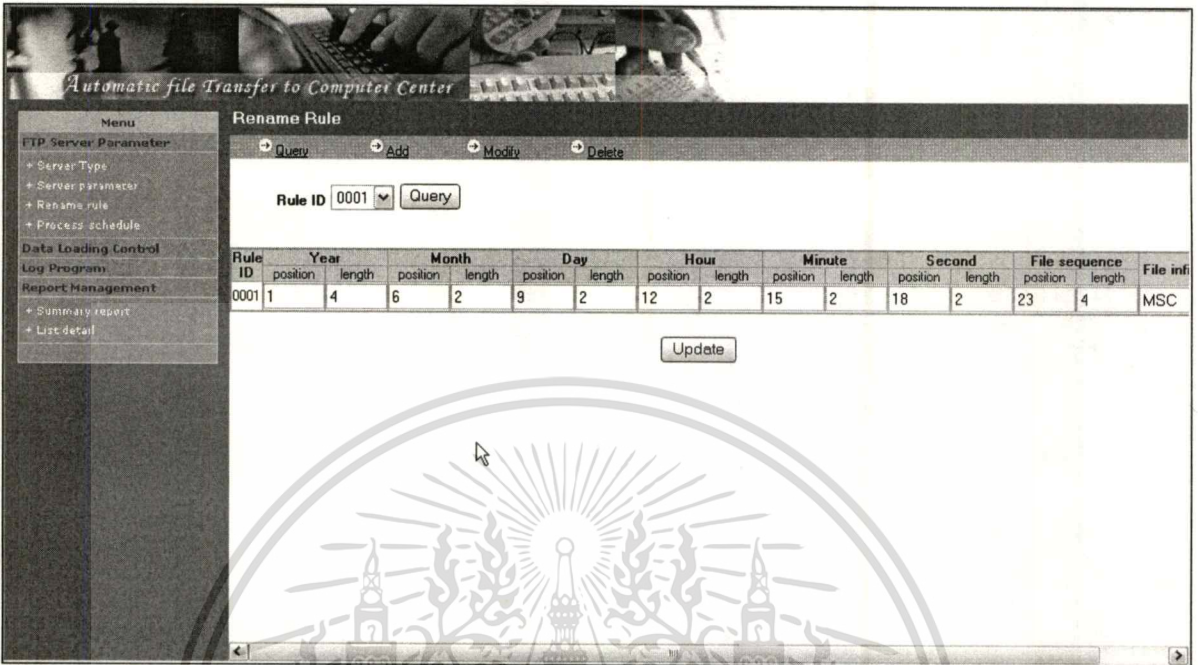 Automatic file Transfer to Computer Center
Menu
FTP Server Parameter
+ Server Type
+ Server parameter
+ Rename rule
+ Process schedule
Data Loading Control
Log Program
Report Management
+ Summary report
+ List detail
Rename Rule
Query Add Modify Delete
Rule ID 0001 Query
Rule ID Year Month Day Hour Minute Second File sequence File infi
position length position length position length position length position length position length position length
0001 1 4 6 2 9 2 12 2 15 2 18 2 23 4 MSC
Update